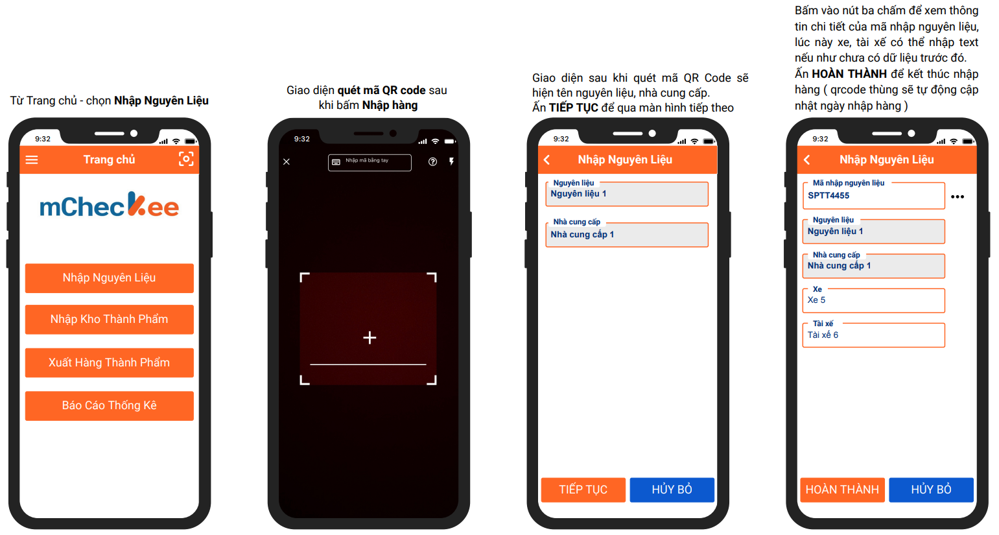 Từ Trang chủ - chọn Nhập Nguyên Liệu
9:32
Trang chủ
mCheckee
Nhập Nguyên Liệu
Nhập Kho Thành Phẩm
Xuất Hàng Thành Phẩm
Báo Cáo Thống Kê
Giao diện quét mã QR code sau
khi bấm Nhập hàng
9:32
Nhập mã bằng tay
Giao diện sau khi quét mã QR Code sẽ
hiện tên nguyên liệu, nhà cung cấp.
Ấn TIẾP TỤC để qua màn hình tiếp theo
9:32
Nhập Nguyên Liệu
Nguyên liệu
Nguyên liệu 1
Nhà cung cấp
Nhà cung cấp 1
TIẾP TỤC
HỦY BỎ
Bấm vào nút ba chấm để xem thông
tin chi tiết của mã nhập nguyên liệu,
lúc này xe, tài xế có thể nhập text
nếu như chưa có dữ liệu trước đó.
Ấn HOÀN THÀNH để kết thúc nhập
hàng ( qrcode thùng sẽ tự động cập
nhật ngày nhập hàng )
9:32
Nhập Nguyên Liệu
Mã nhập nguyên liệu
SPTT4455
Nguyên liệu
Nguyên liệu 1
Nhà cung cấp
Nhà cung cấp 1
Xe
Xe 5
Tài xế
Tài xế 6
HOÀN THÀNH
HỦY BỎ